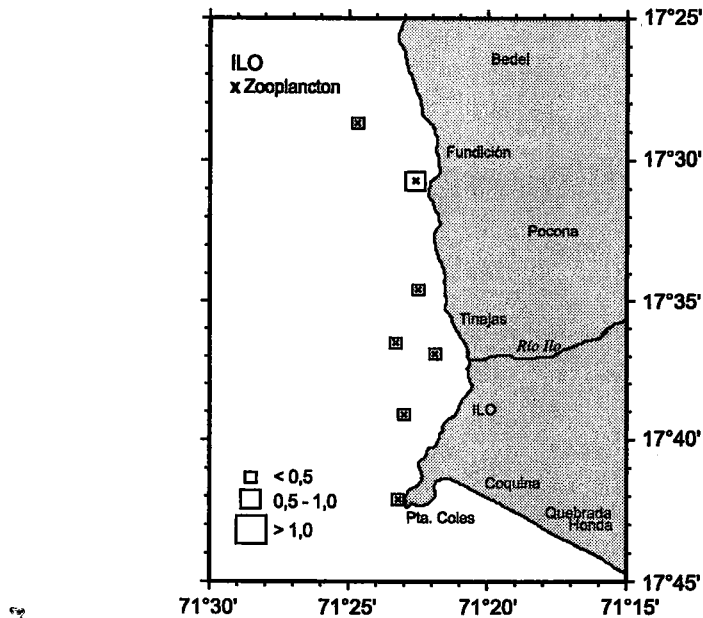 17°25'
Bedel
ILO
x Zooplancton
Fundición
17°30'
Pocona
17°35'
Tinajas
Río Ilo
ILO
17°40'
< 0,5
0,5 - 1,0
> 1,0
Coquina
Pta. Coles
Quebrada
Honda
17°45'
71°30'
71°25'
71°20'
71°15'